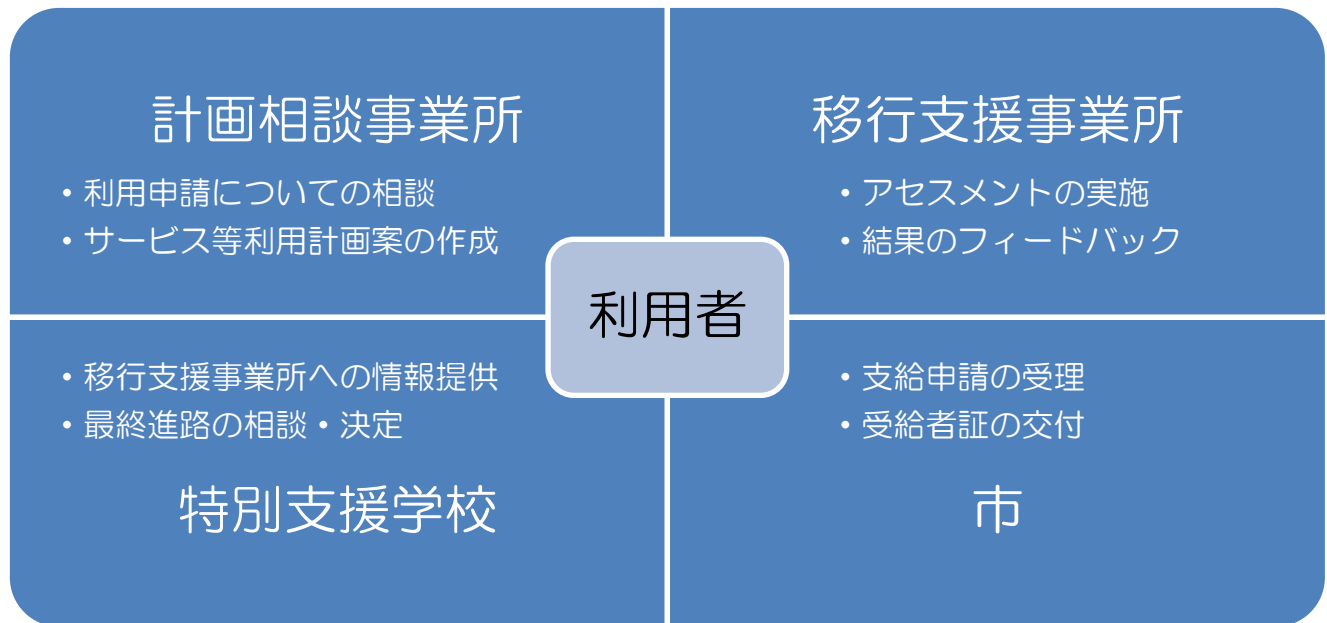 計画相談事業所
・利用申請についての相談
・サービス等利用計画案の作成
移行支援事業所
・アセスメントの実施
・結果のフィードバック
利用者
・移行支援事業所への情報提供
・最終進路の相談・決定
特別支援学校
・支給申請の受理
・受給者証の交付
市